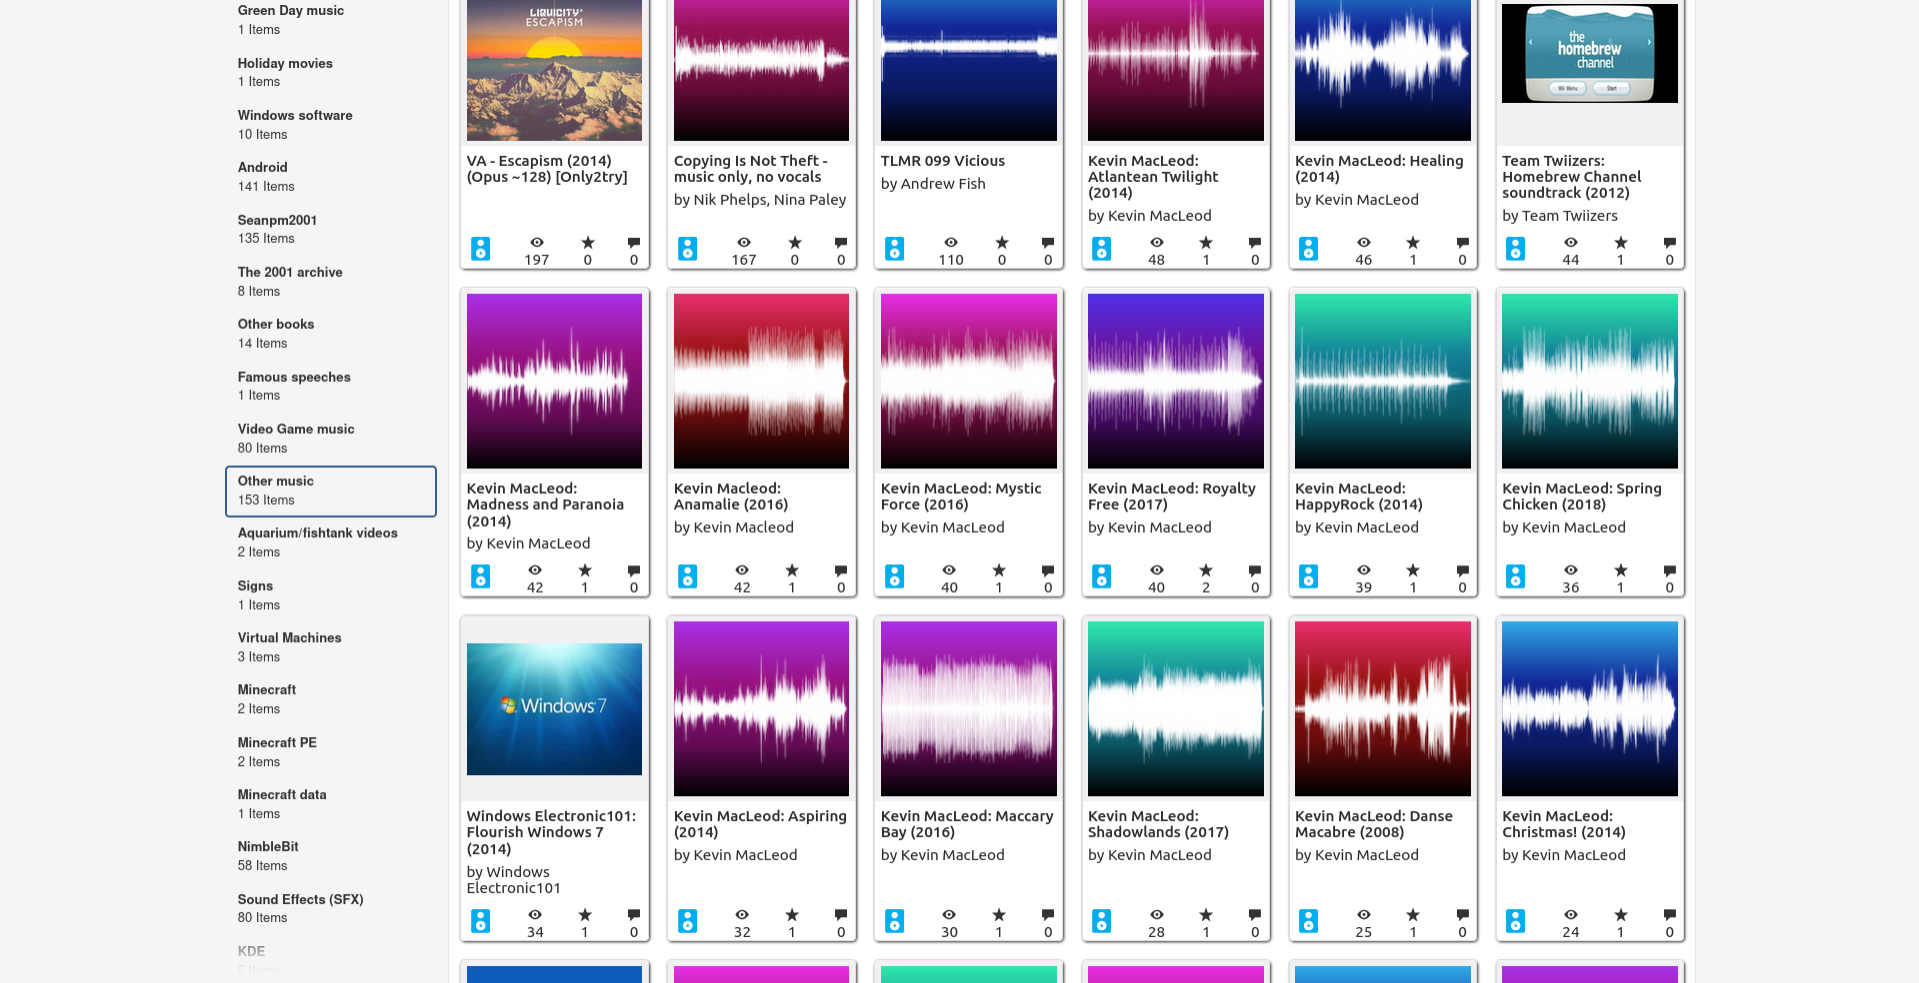 Green Day music
1 Items
Holiday movies
1 Items
Windows software
10 Items
Android
141 Items
Seanpm2001
135 Items
The 2001 archive
8 Items
Other books
14 Items
Famous speeches
1 Items
Video Game music
80 Items
Other music
153 Items
Aquarium/fishtank videos
2 Items
Signs
1 Items
Virtual Machines
3 Items
Minecraft
2 Items
Minecraft PE
2 Items
Minecraft data
1 Items
NimbleBit
58 Items
Sound Effects (SFX)
80 Items
KDE
6 Items
LIQUICITY
ESCAPISM
VA - Escapism (2014)
(Opus ~128) [Only2try]
197 0 0
Copying Is Not Theft -
music only, no vocals
by Nik Phelps, Nina Paley
167 0 0
TLMR 099 Vicious
by Andrew Fish
110 0 0
Kevin MacLeod:
Atlantean Twilight
(2014)
by Kevin MacLeod
48 1 0
Kevin MacLeod: Healing
(2014)
by Kevin MacLeod
46 1 0
the
homebrew
channel
Wii Menu Start
Team Twiizers:
Homebrew Channel
soundtrack (2012)
by Team Twiizers
44 1 0
Kevin MacLeod:
Madness and Paranoia
(2014)
by Kevin MacLeod
42 1 0
Kevin Macleod:
Anamalie (2016)
by Kevin Macleod
42 1 0
Kevin MacLeod: Mystic
Force (2016)
by Kevin MacLeod
40 1 0
Kevin MacLeod: Royalty
Free (2017)
by Kevin MacLeod
40 2 0
Kevin MacLeod:
HappyRock (2014)
by Kevin MacLeod
39 1 0
Kevin MacLeod: Spring
Chicken (2018)
by Kevin MacLeod
36 1 0
Windows 7
Windows Electronic101:
Flourish Windows 7
(2014)
by Windows
Electronic101
34 1 0
Kevin MacLeod: Aspiring
(2014)
by Kevin MacLeod
32 1 0
Kevin MacLeod: Maccary
Bay (2016)
by Kevin MacLeod
30 1 0
Kevin MacLeod:
Shadowlands (2017)
by Kevin MacLeod
28 1 0
Kevin MacLeod: Danse
Macabre (2008)
by Kevin MacLeod
25 1 0
Kevin MacLeod:
Christmas! (2014)
by Kevin MacLeod
24 1 0